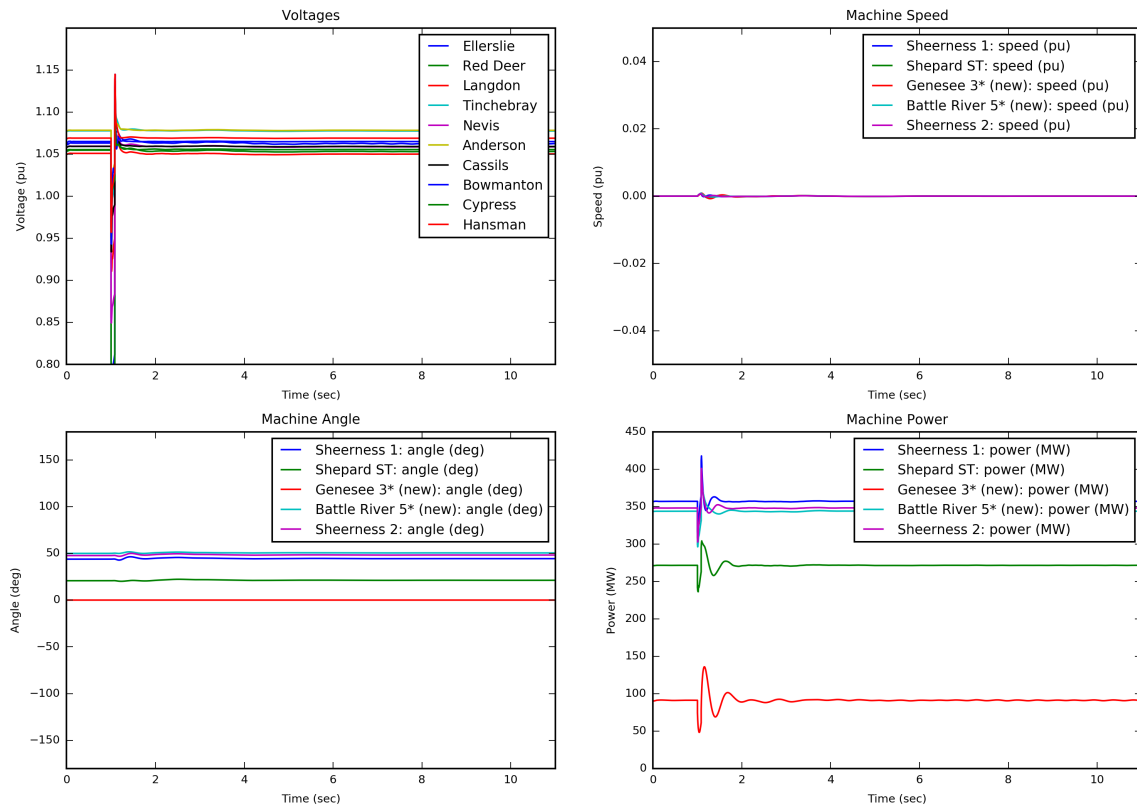 Voltages
1.15
1.10
1.05
1.00
0.95
0.90
0.85
0.80
Voltage (pu)
0 2 4 6 8 10
Time (sec)
Ellerslie
Red Deer
Langdon
Tinchebray
Nevis
Anderson
Cassils
Bowmanton
Cypress
Hansman
Machine Speed
0.04
0.02
0.00
−0.02
−0.04
Speed (pu)
0 2 4 6 8 10
Time (sec)
Sheerness 1: speed (pu)
Shepard ST: speed (pu)
Genesee 3* (new): speed (pu)
Battle River 5* (new): speed (pu)
Sheerness 2: speed (pu)
Machine Angle
150
100
50
0
−50
−100
−150
Angle (deg)
0 2 4 6 8 10
Time (sec)
Sheerness 1: angle (deg)
Shepard ST: angle (deg)
Genesee 3* (new): angle (deg)
Battle River 5* (new): angle (deg)
Sheerness 2: angle (deg)
Machine Power
450
400
350
300
250
200
150
100
50
0
Power (MW)
0 2 4 6 8 10
Time (sec)
Sheerness 1: power (MW)
Shepard ST: power (MW)
Genesee 3* (new): power (MW)
Battle River 5* (new): power (MW)
Sheerness 2: power (MW)